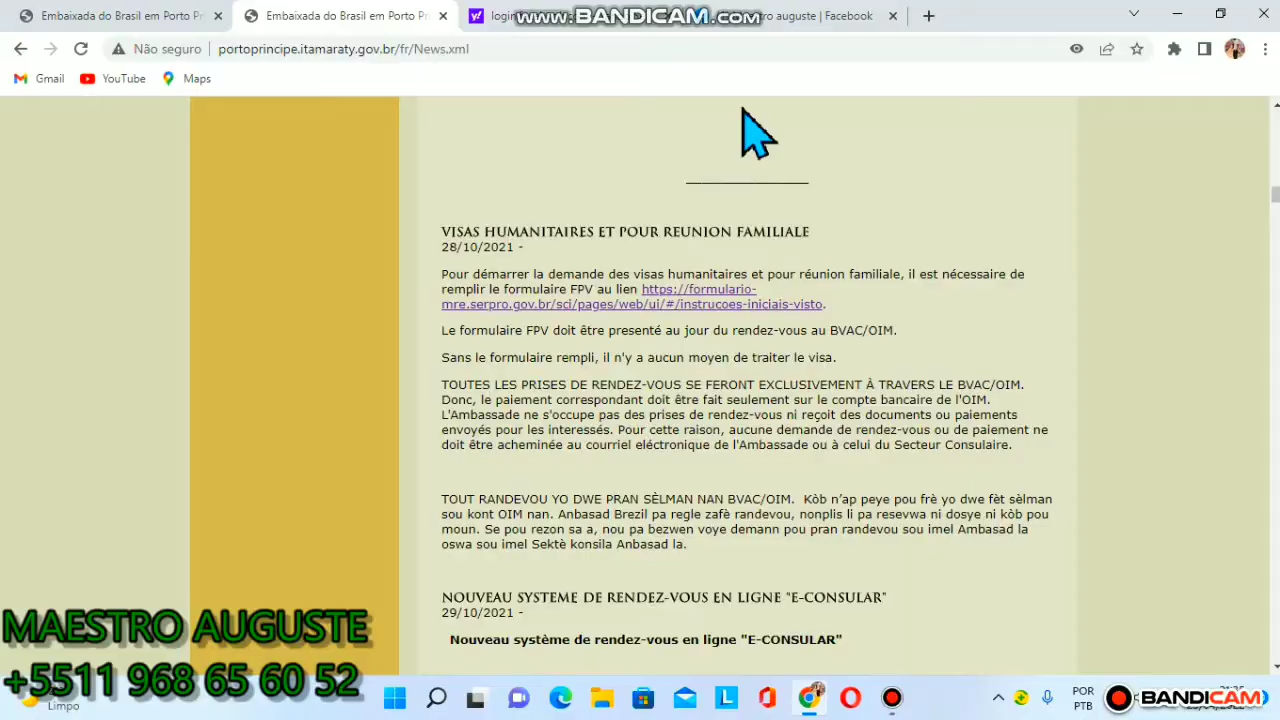 Embaixada do Brasil em Porto Pr
Embaixada do Brasil em Porto Pr
www.BANDICAM.com
auguste | Facebook
Não seguro
portoprincipe.itamaraty.gov.br/fr/News.xml
Gmail
YouTube
Maps
VISAS HUMANITAIRES ET POUR REUNION FAMILIALE
28/10/2021 -
Pour démarrer la demande des visas humanitaires et pour réunion familiale, il est nécessaire de
remplir le formulaire FPV au lien https://formulario-
mre.serpro.gov.br/sci/pages/web/ui/#/instrucoes-iniciais-visto.
Le formulaire FPV doit être presenté au jour du rendez-vous au BVAC/OIM.
Sans le formulaire rempli, il n'y a aucun moyen de traiter le visa.
TOUTES LES PRISES DE RENDEZ-VOUS SE FERONT EXCLUSIVEMENT À TRAVERS LE BVAC/OIM.
Donc, le paiement correspondant doit être fait seulement sur le compte bancaire de l'OIM.
L'Ambassade ne s'occupe pas des prises de rendez-vous ni reçoit des documents ou paiements
envoyés pour les interessés. Pour cette raison, aucune demande de rendez-vous ou de paiement ne
doit être acheminée au courriel eléctronique de l'Ambassade ou à celui du Secteur Consulaire.
TOUT RANDEVOU YO DWE PRAN SÈLMAN NAN BVAC/OIM.  Kòb n'ap peye pou frè yo dwe fèt sèlman
sou kont OIM nan. Anbasad Brezil pa regle zafè randevou, nonplis li pa resevwa ni dosye ni kòb pou
moun. Se pou rezon sa a, nou pa bezwen voye demann pou pran randevou sou imel Ambasad la
oswa sou imel Sektè konsila Anbasad la.
NOUVEAU SYSTEME DE RENDEZ-VOUS EN LIGNE "E-CONSULAR"
29/10/2021 -
Nouveau système de rendez-vous en ligne "E-CONSULAR"
MAESTRO AUGUSTE
+5511 968 65 60 52
Limpo
POR
PTB
BANDICAM